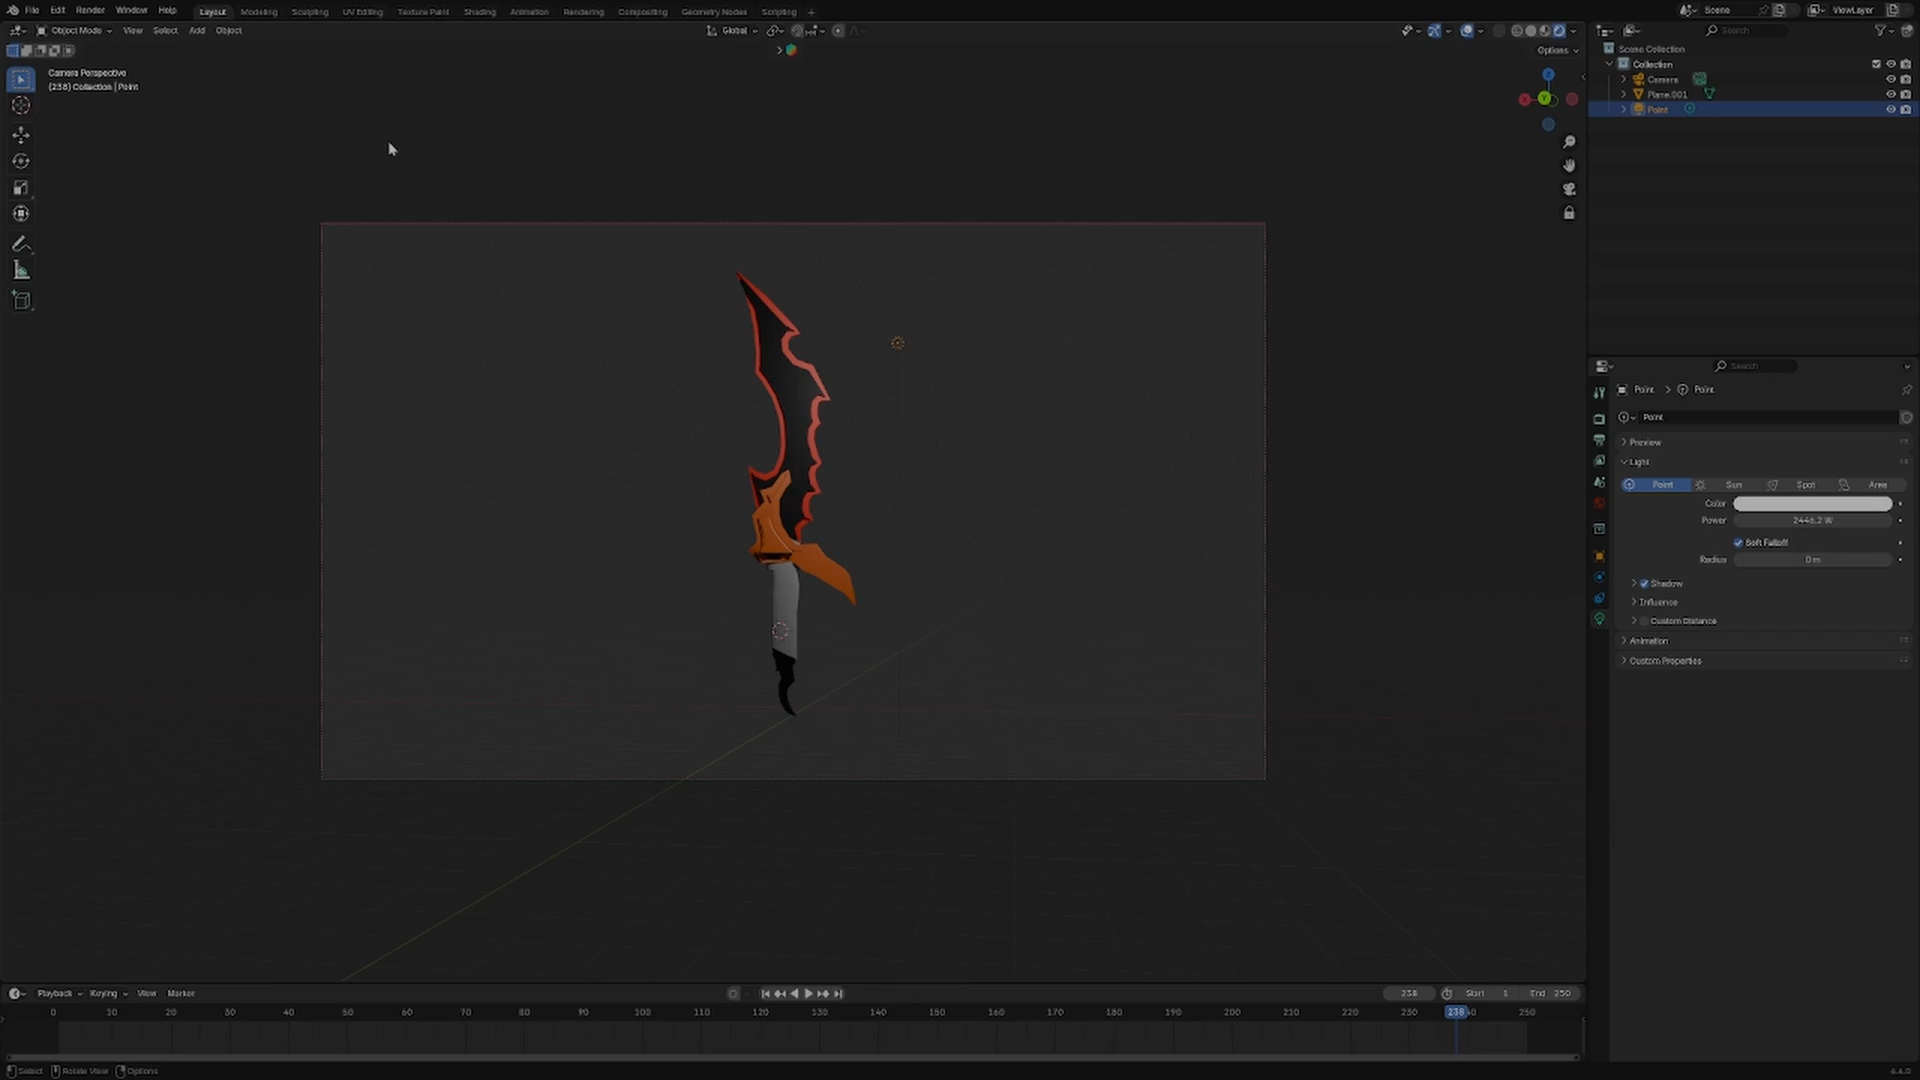 File Edit Render Window Help Layout Modeling Sculpting UV Editing Texture Paint Shading Animation Rendering Compositing Geometry Nodes Scripting + Scene ViewLayer
Object Mode View Select Add Object Global Search
Options
Camera Perspective
(238) Collection | Point
Scene Collection
Collection
Camera
Plane.001
Point
Search
Point > Point
Point
Preview
Light
Point Sun Spot Area
Color
Power 2446.2 W
Soft Falloff
Radius 0 m
Shadow
Influence
Custom Distance
Animation
Custom Properties
X
Y
Z
Playback Keying View Marker 238 Start 1 End 250
0 10 20 30 40 50 60 70 80 90 100 110 120 130 140 150 160 170 180 190 200 210 220 230 238 250
Select Rotate View Options